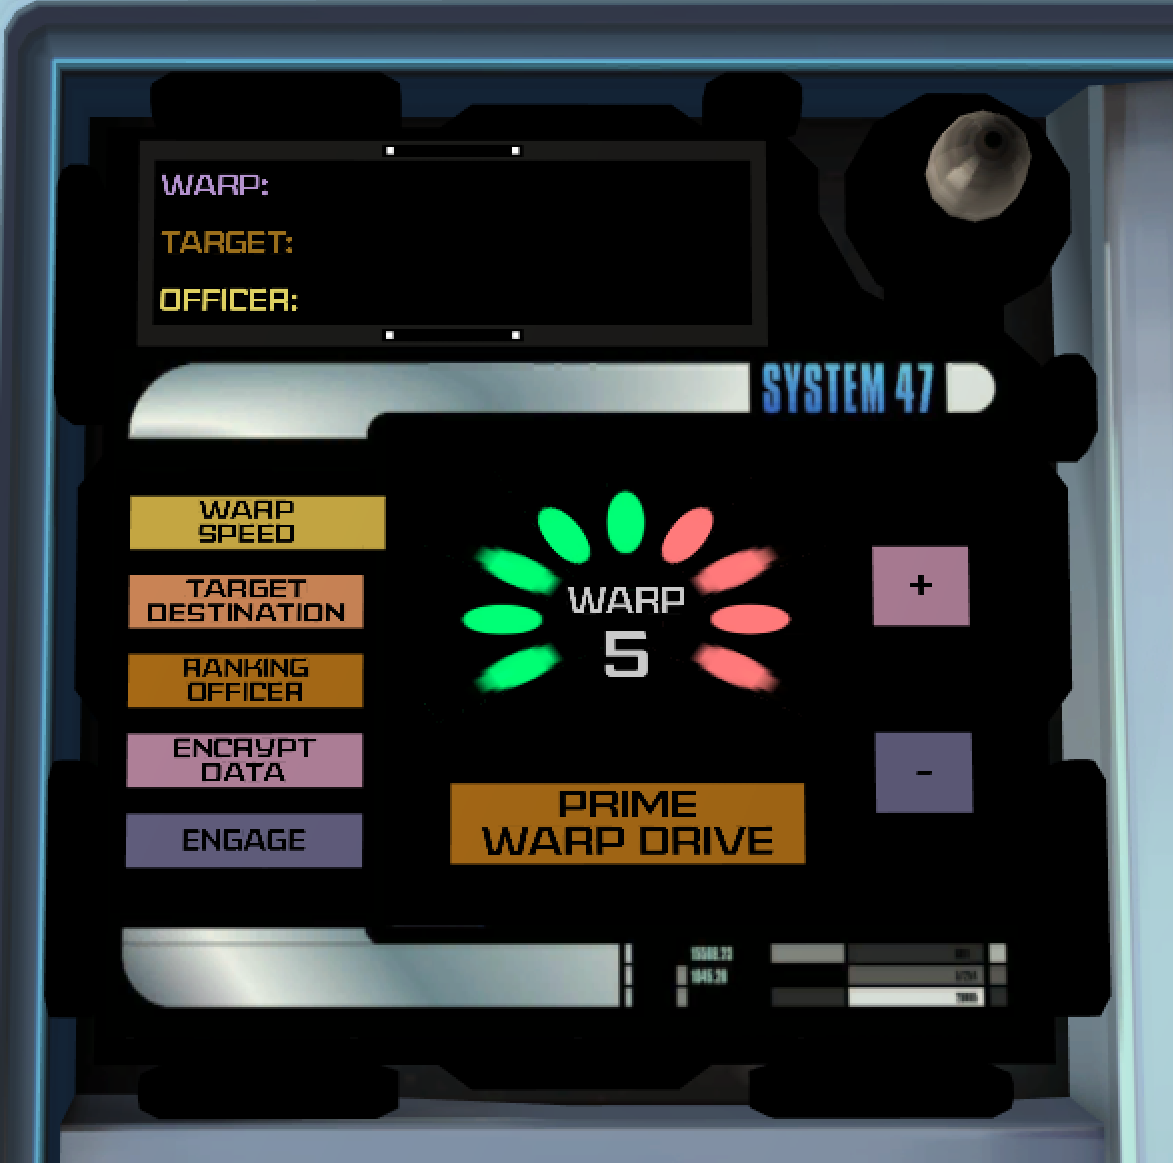 WARP:
TARGET:
OFFICER:
SYSTEM 47
WARP
SPEED
TARGET
DESTINATION
RANKING
OFFICER
ENCRYPT
DATA
ENGAGE
WARP
5
+
-
PRIME
WARP DRIVE